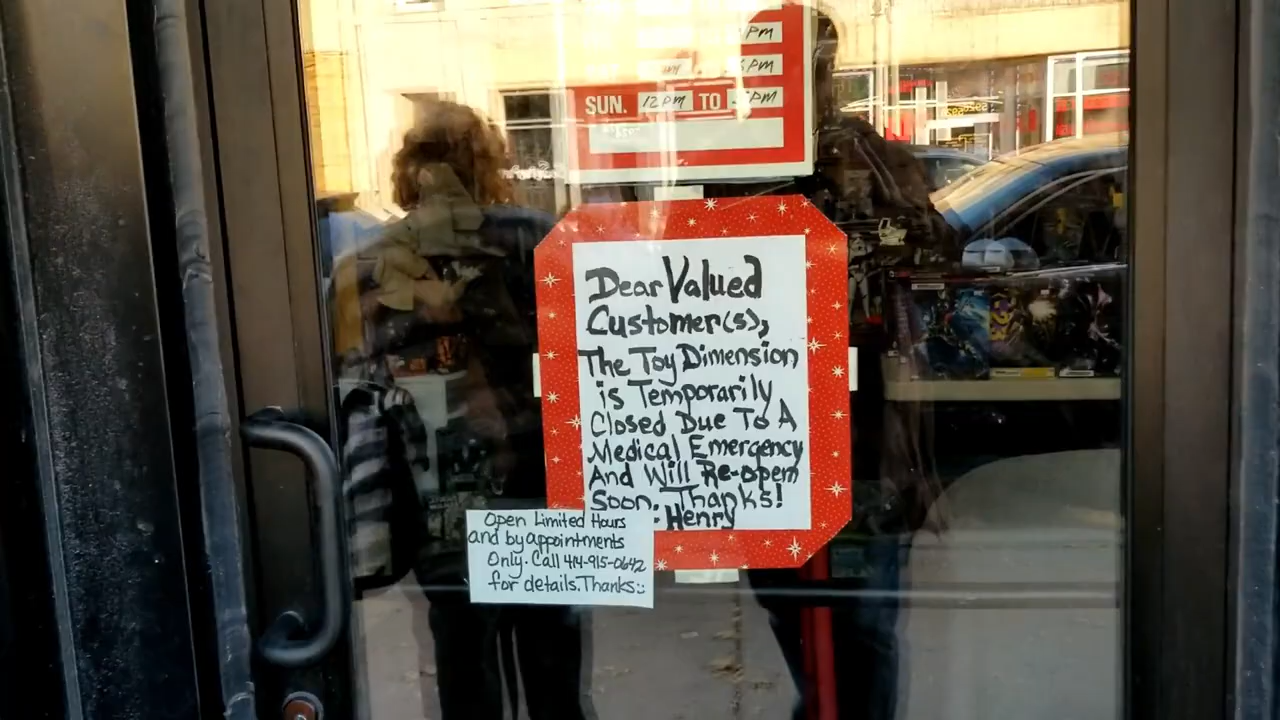 PM
5PM
SUN. 12PM TO 5PM
Dear Valued
Customer(s),
The Toy Dimension
is Temporarily
Closed Due To A
Medical Emergency
And Will Re-open
Soon. Thanks!
-Henry
Open Limited Hours
and by appointments
Only. Call 414-915-0642
for details. Thanks :)